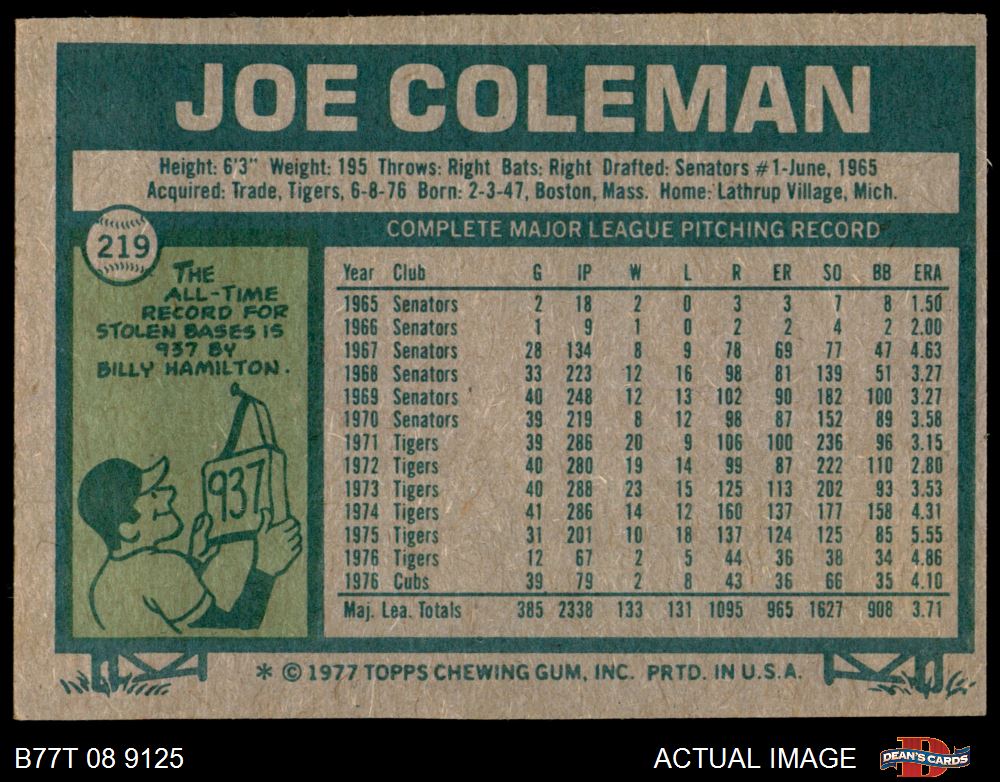 JOE COLEMAN
Height: 6'3" Weight: 195 Throws: Right Bats: Right Drafted: Senators #1-June, 1965
Acquired: Trade, Tigers, 6-8-76 Born: 2-3-47, Boston, Mass. Home: Lathrup Village, Mich.
219
THE
ALL-TIME
RECORD FOR
STOLEN BASES IS
937 BY
BILLY HAMILTON.
937
COMPLETE MAJOR LEAGUE PITCHING RECORD
Year Club G IP W L R ER SO BB ERA
1965 Senators 2 18 2 0 3 3 7 8 1.50
1966 Senators 1 9 1 0 2 2 4 2 2.00
1967 Senators 28 134 8 9 78 69 77 47 4.63
1968 Senators 33 223 12 16 98 81 139 51 3.27
1969 Senators 40 248 12 13 102 90 182 100 3.27
1970 Senators 39 219 8 12 98 87 152 89 3.58
1971 Tigers 39 286 20 9 106 100 236 96 3.15
1972 Tigers 40 280 19 14 99 87 222 110 2.80
1973 Tigers 40 288 23 15 125 113 202 93 3.53
1974 Tigers 41 286 14 12 160 137 177 158 4.31
1975 Tigers 31 201 10 18 137 124 125 85 5.55
1976 Tigers 12 67 2 5 44 36 38 34 4.86
1976 Cubs 39 79 2 8 43 36 66 35 4.10
Maj. Lea. Totals 385 2338 133 131 1095 965 1627 908 3.71
* © 1977 TOPPS CHEWING GUM, INC. PRTD. IN U.S.A.
B77T 08 9125
ACTUAL IMAGE
DEAN'S CARDS